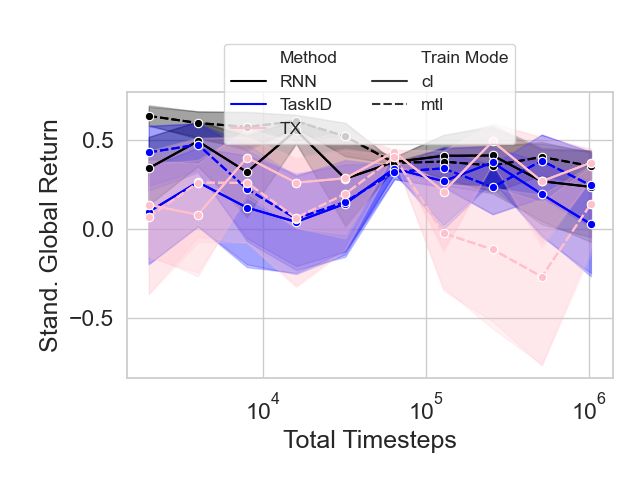 Method Train Mode
RNN cl
TaskID mtl
TX
0.5
0.0
−0.5
Stand. Global Return
10^4 10^5 10^6
Total Timesteps